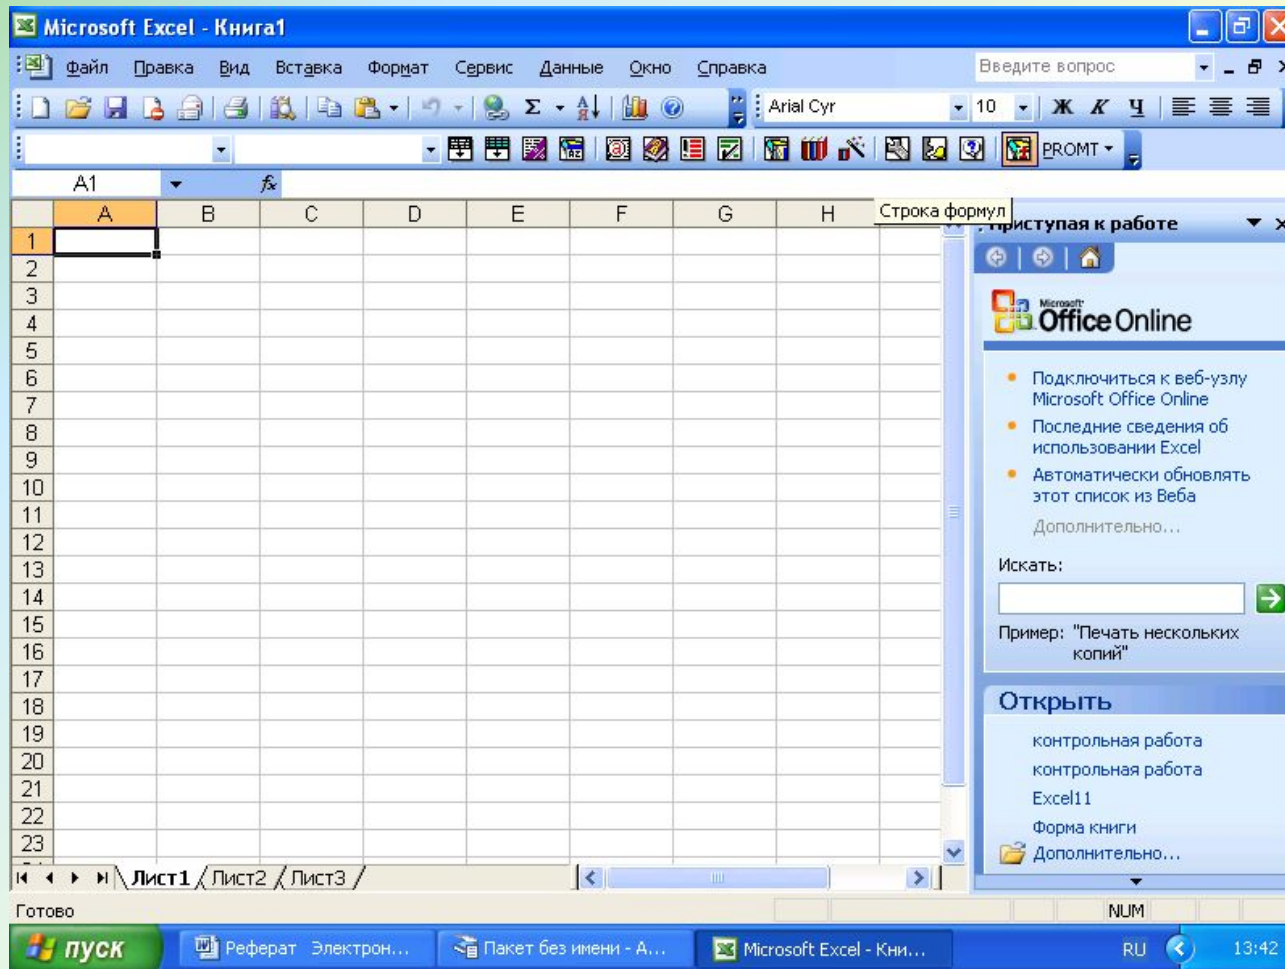 Microsoft Excel - Книга1
Файл Правка Вид Вставка Формат Сервис Данные Окно Справка Введите вопрос
Arial Cyr 10 Ж К Ч
PROMT
A1 fx
Строка формул
A B C D E F G H
Приступая к работе
1
2
3
4
5
6
7
8
9
10
11
12
13
14
15
16
17
18
19
20
21
22
23
Microsoft
Office Online
Подключиться к веб-узлу
Microsoft Office Online
Последние сведения об
использовании Excel
Автоматически обновлять
этот список из Веба
Дополнительно...
Искать:
Пример: "Печать нескольких
копий"
Открыть
контрольная работа
контрольная работа
Excel11
Форма книги
Дополнительно...
Лист1 Лист2 Лист3
Готово NUM
пуск Реферат Электрон... Пакет без имени - A... Microsoft Excel - Кни... RU 13:42